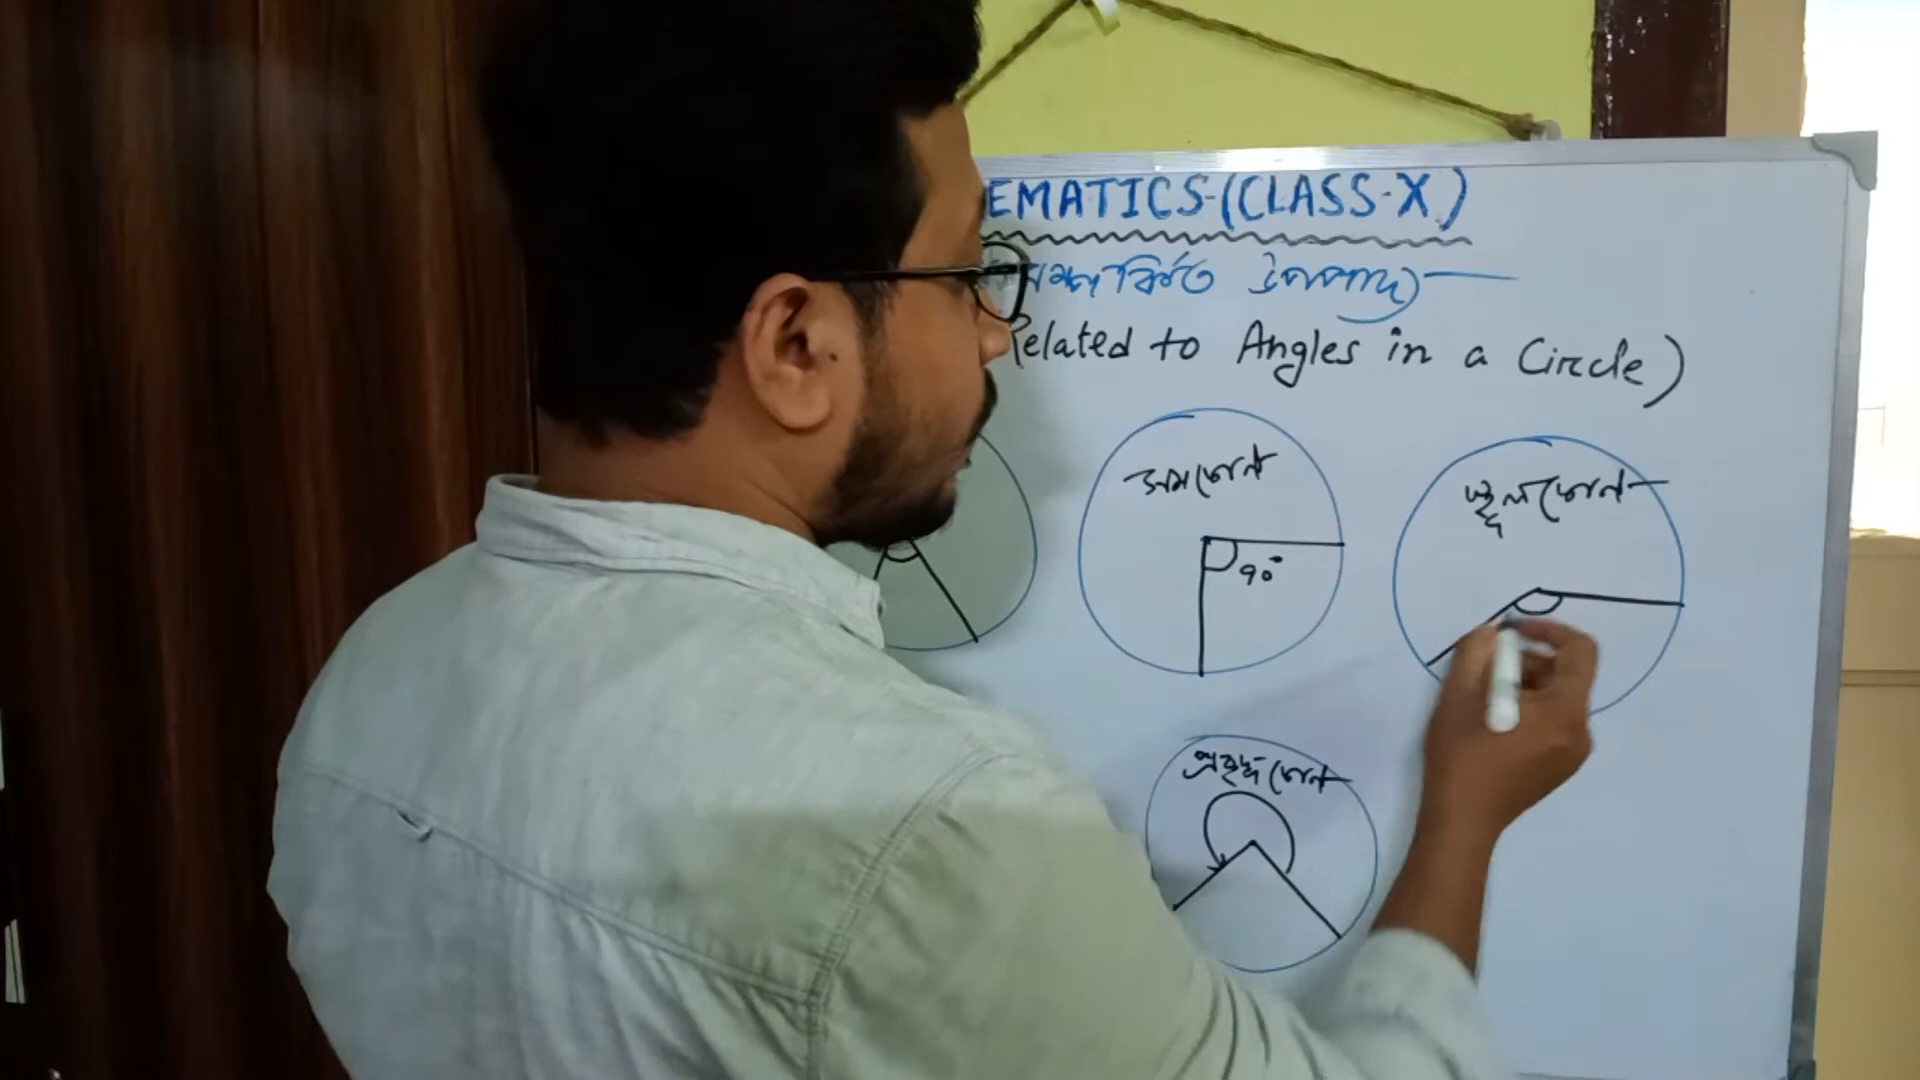 EMATICS-(CLASS-X)
সম্পর্কিত উপপাদ্য
Related to Angles in a Circle)
সমকোণ
স্থূলকোণ
90°
প্রবৃদ্ধ কোণ